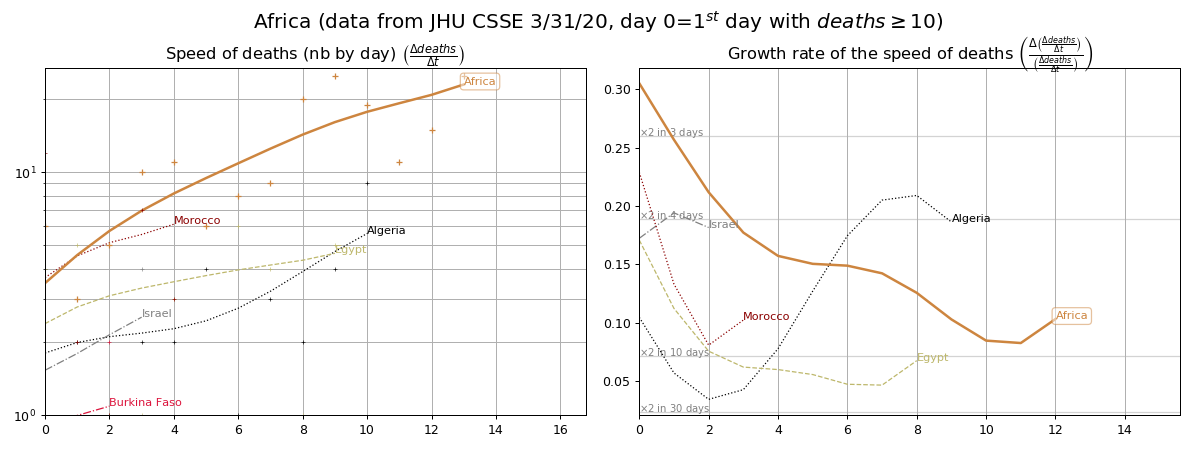 Africa (data from JHU CSSE 3/31/20, day 0=1st day with deaths ≥ 10)
Speed of deaths (nb by day) (Δdeaths/Δt)
10^1
10^0
0 2 4 6 8 10 12 14 16
Africa
Morocco
Algeria
Egypt
Israel
Burkina Faso
Growth rate of the speed of deaths (Δ(Δdeaths/Δt)/(Δdeaths/Δt))
0.30
0.25
0.20
0.15
0.10
0.05
0 2 4 6 8 10 12 14
×2 in 3 days
×2 in 4 days
×2 in 10 days
×2 in 30 days
Israel
Algeria
Morocco
Africa
Egypt